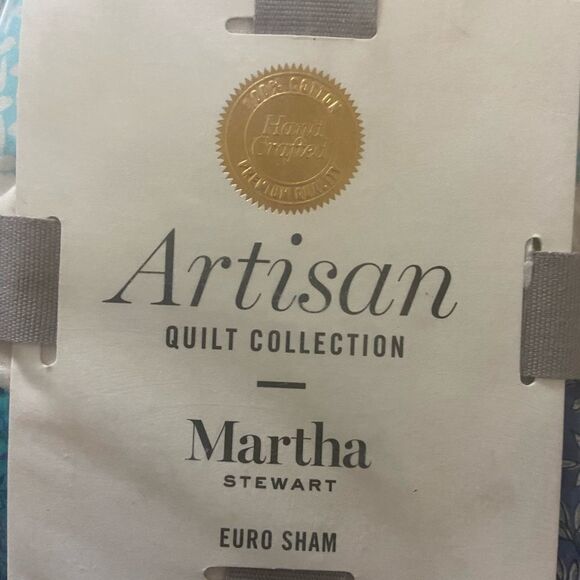 100% COTTON
Hand
Crafted
PREMIUM QUALITY
Artisan
QUILT COLLECTION
Martha
STEWART
EURO SHAM